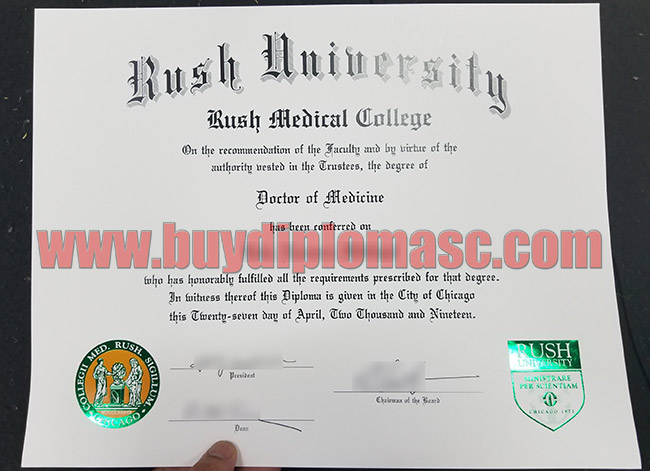 Rush University
Rush Medical College
On the recommendation of the Faculty and by virtue of the
authority vested in the Trustees, the degree of
Doctor of Medicine
has been conferred on
www.buydiplomasc.com
who has honorably fulfilled all the requirements prescribed for that degree.
In witness thereof this Diploma is given in the City of Chicago
this Twenty-seven day of April, Two Thousand and Nineteen.
COLLEGII MED. RUSH. SIGILLUM
CHICAGO
President
Chairman of the Board
Dean
RUSH
UNIVERSITY
MINISTRARE
PER SCIENTIAM
CHICAGO